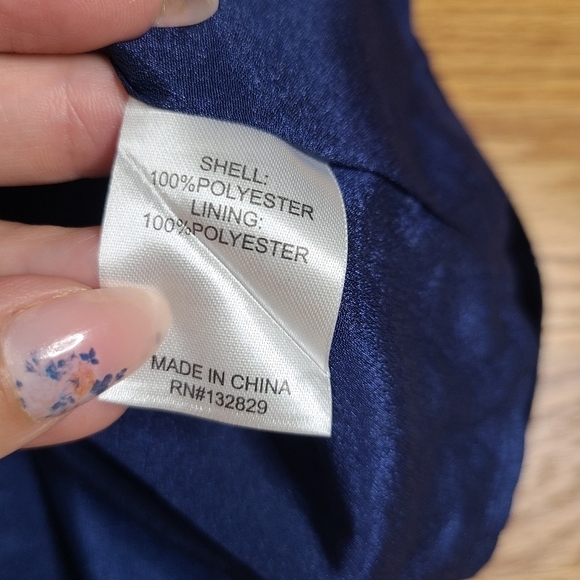 SHELL:
100%POLYESTER
LINING:
100%POLYESTER
MADE IN CHINA
RN#132829